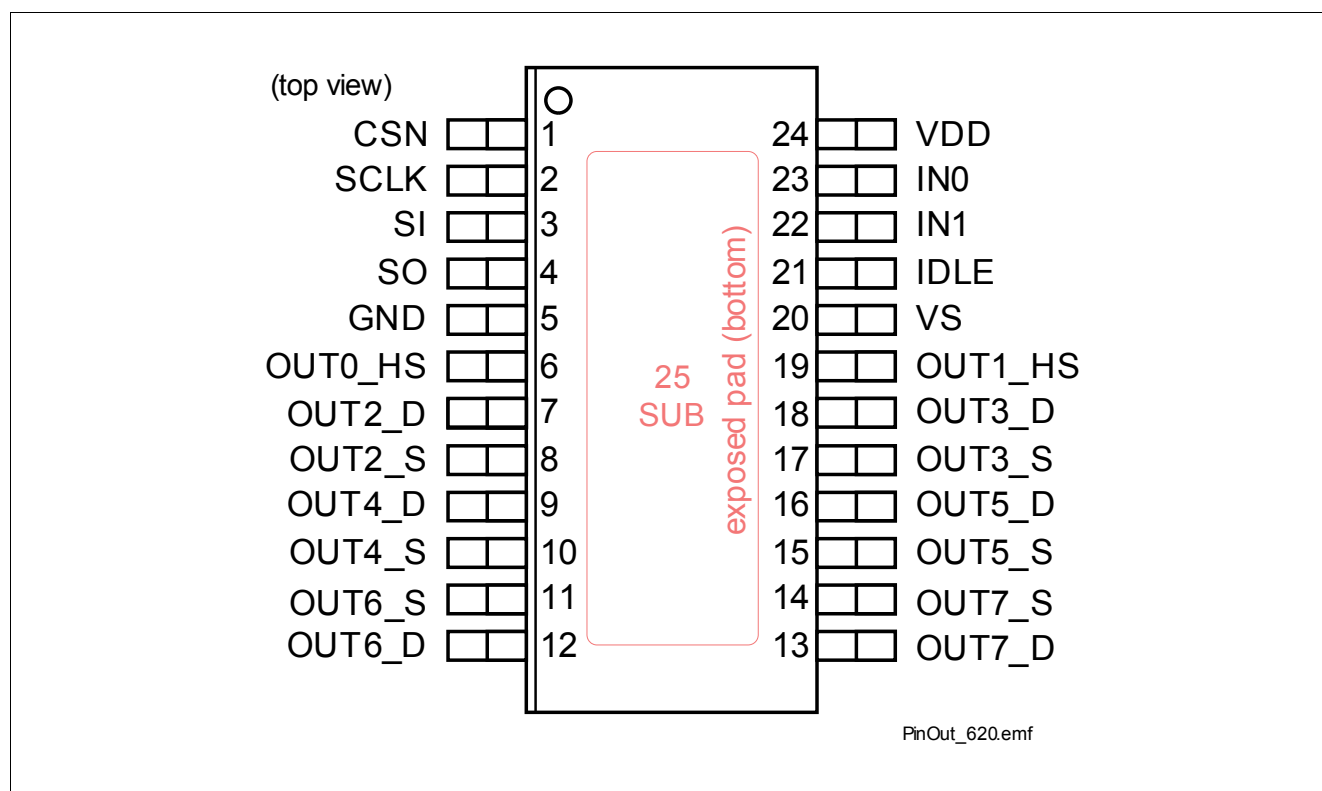 (top view)
CSN 1 24 VDD
SCLK 2 23 IN0
SI 3 22 IN1
SO 4 21 IDLE
GND 5 20 VS
OUT0_HS 6 19 OUT1_HS
OUT2_D 7 18 OUT3_D
OUT2_S 8 17 OUT3_S
OUT4_D 9 16 OUT5_D
OUT4_S 10 15 OUT5_S
OUT6_S 11 14 OUT7_S
OUT6_D 12 13 OUT7_D
25
SUB
exposed pad (bottom)
PinOut_620.emf